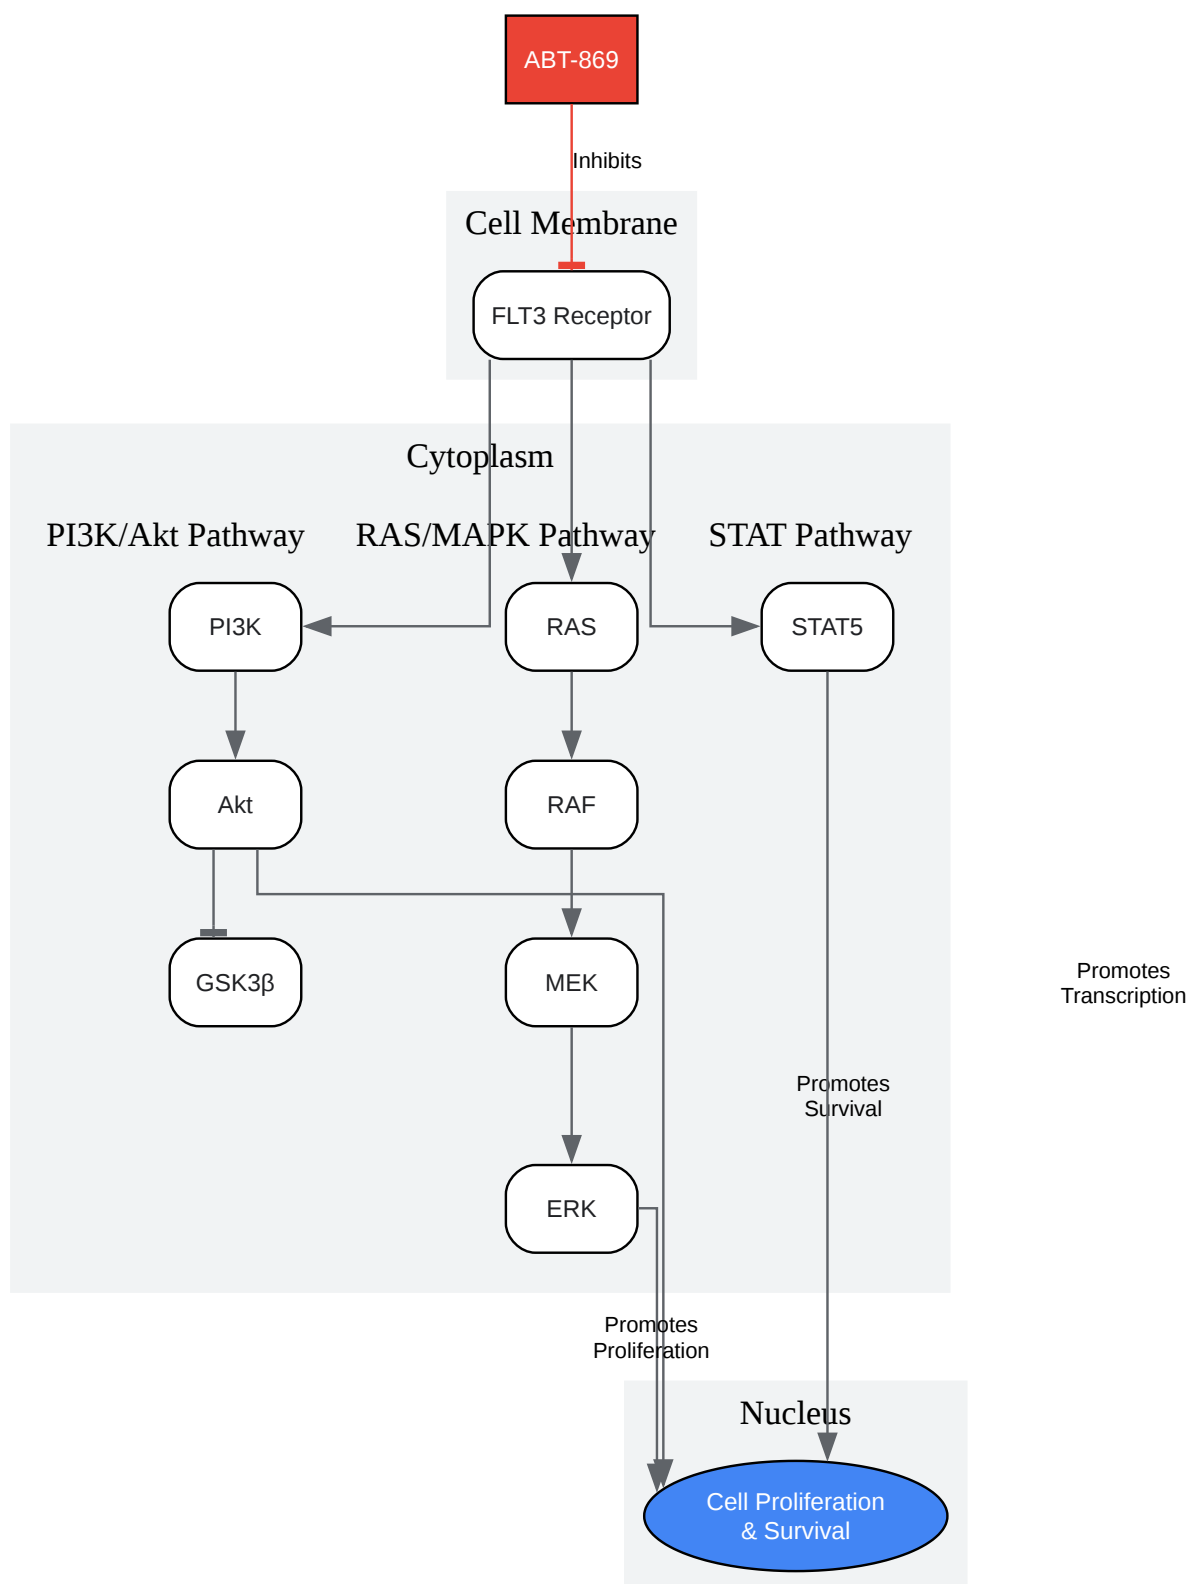 ABT-869
Inhibits
Cell Membrane
FLT3 Receptor
Cytoplasm
PI3K/Akt Pathway
RAS/MAPK Pathway
STAT Pathway
PI3K
RAS
STAT5
Akt
RAF
GSK3β
MEK
Promotes
Transcription
Promotes
Survival
ERK
Promotes
Proliferation
Nucleus
Cell Proliferation
& Survival